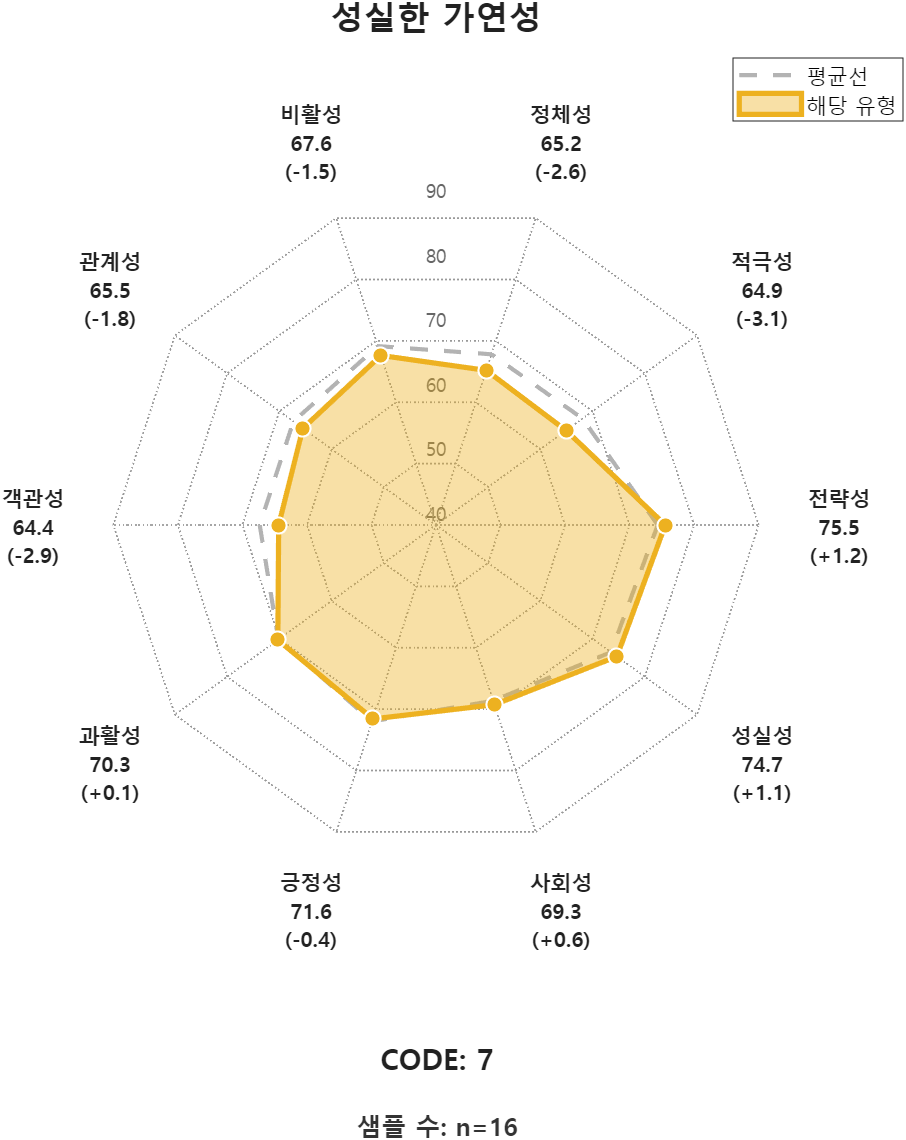 성실한 가연성
평균선
해당 유형
비활성
67.6
(-1.5)
정체성
65.2
(-2.6)
90
80
70
60
50
40
관계성
65.5
(-1.8)
적극성
64.9
(-3.1)
객관성
64.4
(-2.9)
전략성
75.5
(+1.2)
과활성
70.3
(+0.1)
성실성
74.7
(+1.1)
긍정성
71.6
(-0.4)
사회성
69.3
(+0.6)
CODE: 7
샘플 수: n=16